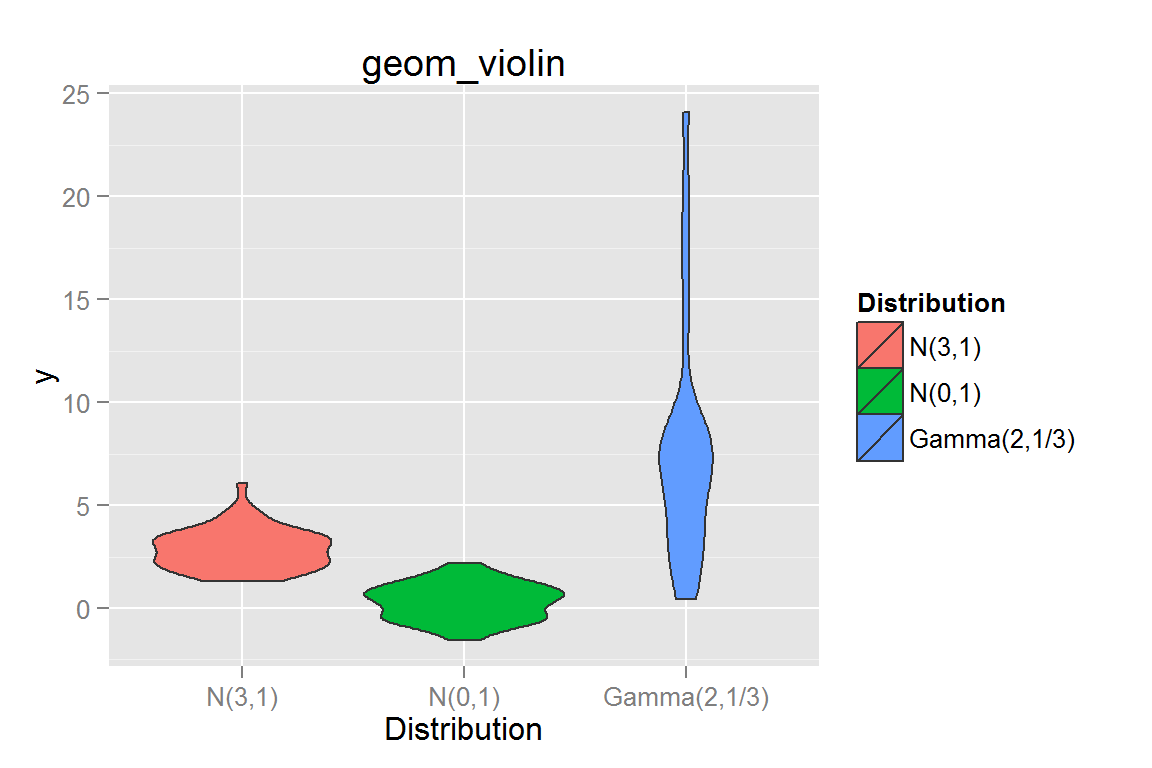 geom_violin
25
20
15
10
5
0
y
N(3,1)
N(0,1)
Gamma(2,1/3)
Distribution
Distribution
N(3,1)
N(0,1)
Gamma(2,1/3)